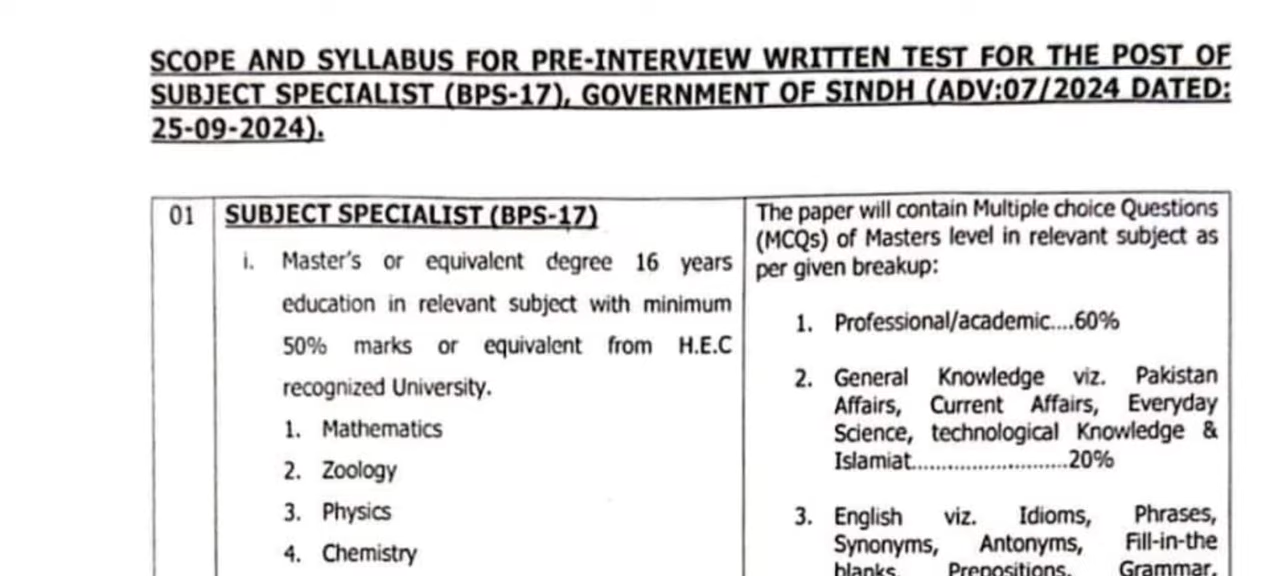 SCOPE AND SYLLABUS FOR PRE-INTERVIEW WRITTEN TEST FOR THE POST OF
SUBJECT SPECIALIST (BPS-17), GOVERNMENT OF SINDH (ADV:07/2024 DATED:
25-09-2024).
01
SUBJECT SPECIALIST (BPS-17)
i. Master's or equivalent degree 16 years
education in relevant subject with minimum
50% marks or equivalent from H.E.C
recognized University.
1. Mathematics
2. Zoology
3. Physics
4. Chemistry
The paper will contain Multiple choice Questions
(MCQs) of Masters level in relevant subject as
per given breakup:
1. Professional/academic....60%
2. General Knowledge viz. Pakistan
Affairs, Current Affairs, Everyday
Science, technological Knowledge &
Islamiat...........................20%
3. English viz. Idioms, Phrases,
Synonyms, Antonyms, Fill-in-the
blanks, Prepositions, Grammar,